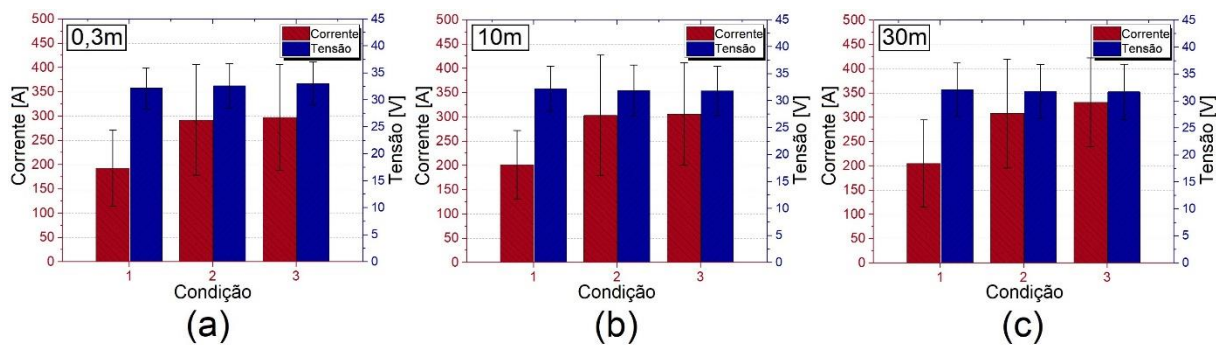 0,3m
Corrente
Tensão
Corrente [A]
500
450
400
350
300
250
200
150
100
50
0
45
40
35
30
25
20
15
10
5
0
Tensão [V]
1 2 3
Condição
(a)
10m
Corrente
Tensão
Corrente [A]
500
450
400
350
300
250
200
150
100
50
0
45
40
35
30
25
20
15
10
5
0
Tensão [V]
1 2 3
Condição
(b)
30m
Corrente
Tensão
Corrente [A]
500
450
400
350
300
250
200
150
100
50
0
45
40
35
30
25
20
15
10
5
0
Tensão [V]
1 2 3
Condição
(c)